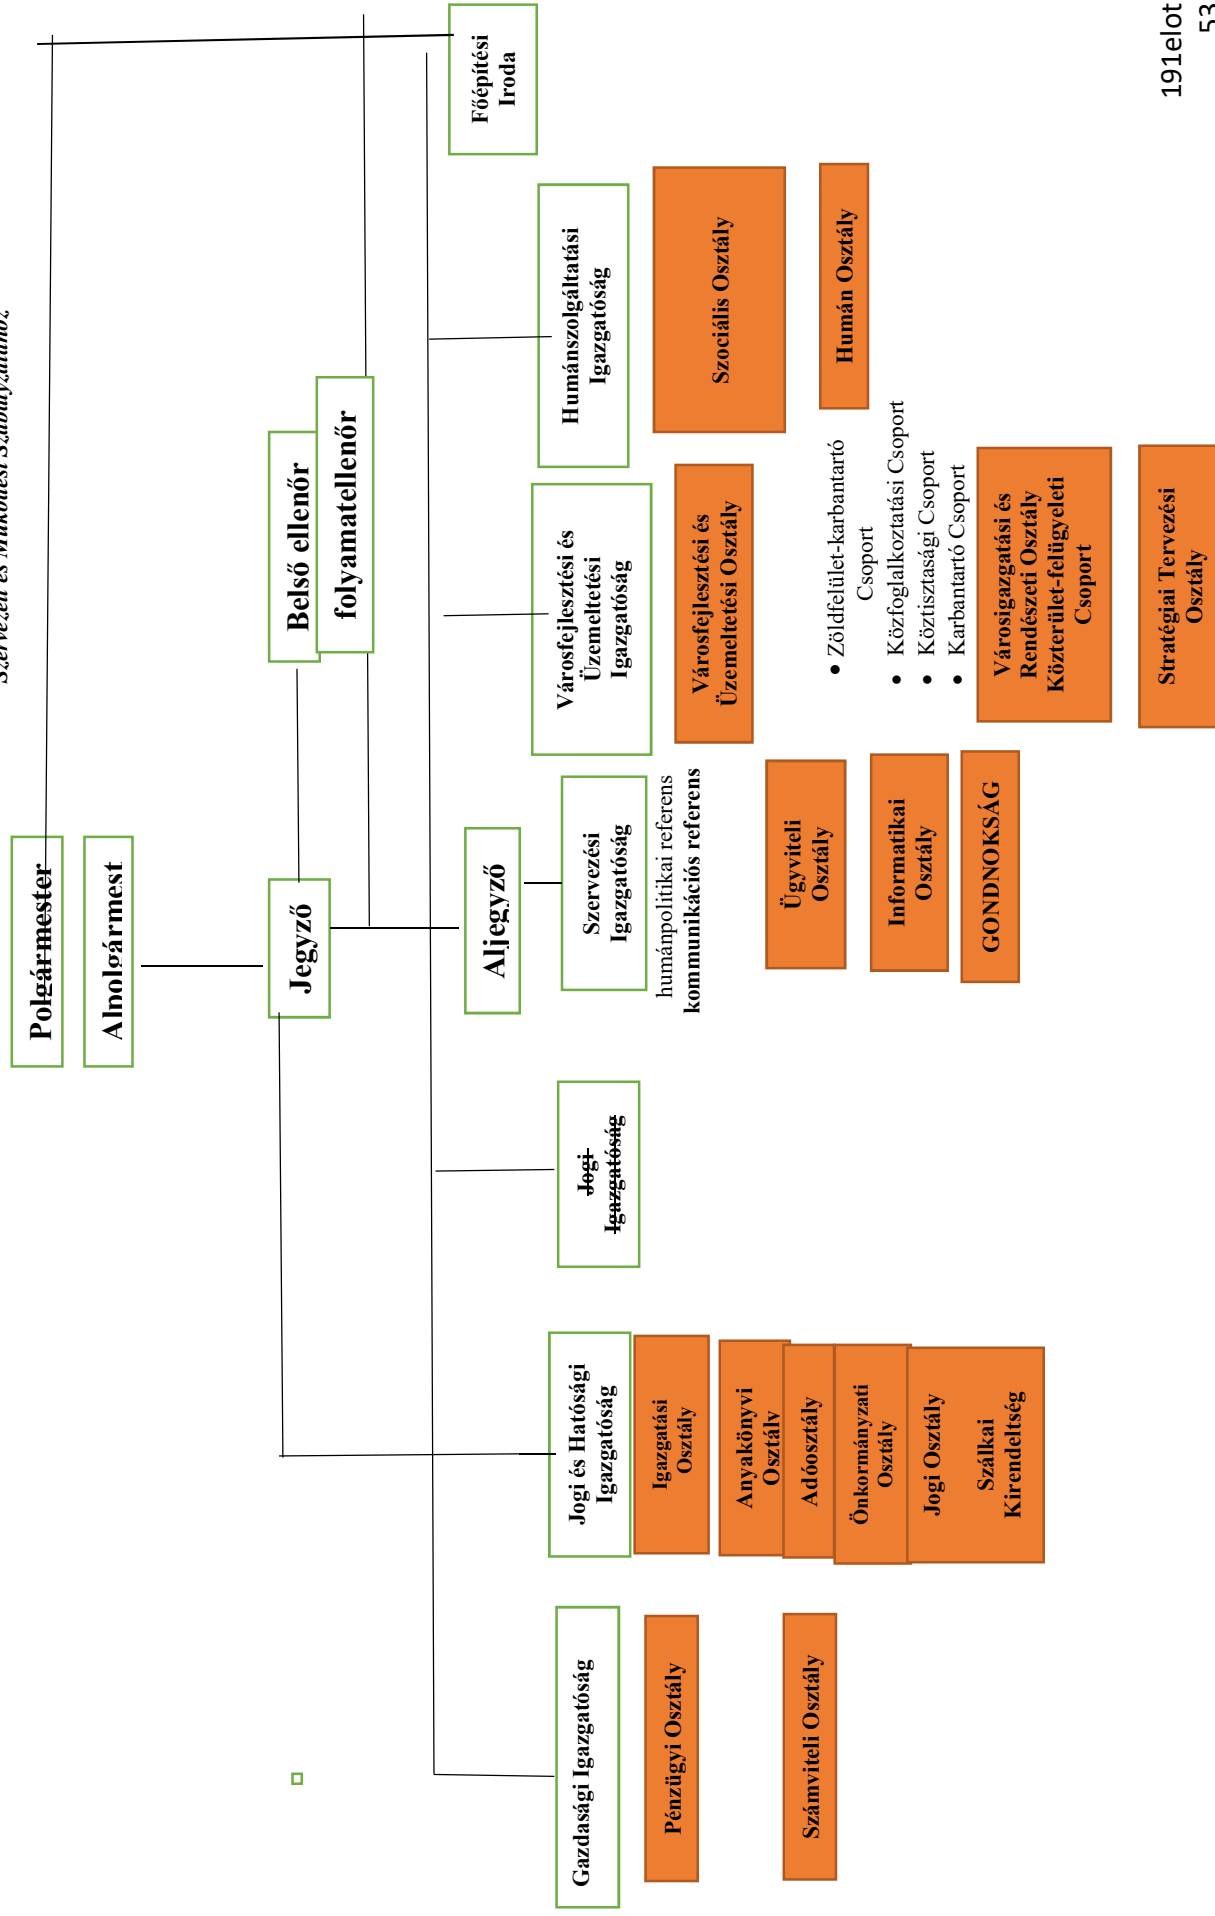 Szervezeti és Működési Szabályzatához
Polgármester
Alpolgármest
Jegyző
Belső ellenőr
folyamatellenőr
Aljegyző
Főépítési
Iroda
Gazdasági Igazgatóság
Pénzügyi Osztály
Számviteli Osztály
Jogi és Hatósági
Igazgatóság
Igazgatási
Osztály
Anyakönyvi
Osztály
Adóosztály
Önkormányzati
Osztály
Jogi Osztály
Szálkai
Kirendeltség
Jogi
Igazgatóság
Szervezési
Igazgatóság
humánpolitikai referens
kommunikációs referens
Ügyviteli
Osztály
Informatikai
Osztály
GONDNOKSÁG
Városfejlesztési és
Üzemeltetési
Igazgatóság
Városfejlesztési és
Üzemeltetési Osztály
• Zöldfelület-karbantartó
Csoport
• Közfoglalkoztatási Csoport
• Köztisztasági Csoport
• Karbantartó Csoport
Városigazgatási és
Rendészeti Osztály
Közterület-felügyeleti
Csoport
Stratégiai Tervezési
Osztály
Humánszolgáltatási
Igazgatóság
Szociális Osztály
Humán Osztály
191elot
53